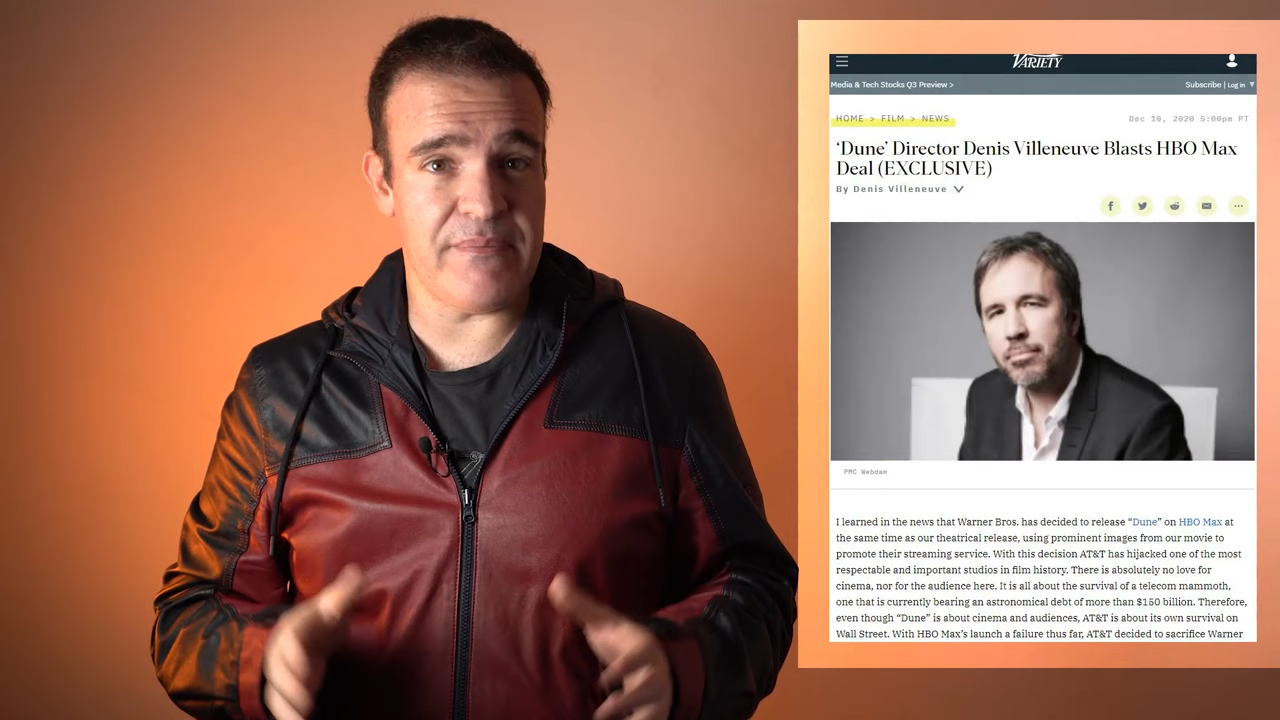 VARIETY
Media & Tech Stocks Q3 Preview >
Subscribe | Log in ▼
HOME > FILM > NEWS
Dec 10, 2020 5:00pm PT
‘Dune’ Director Denis Villeneuve Blasts HBO Max
Deal (EXCLUSIVE)
By Denis Villeneuve
PMC Webdam
I learned in the news that Warner Bros. has decided to release “Dune” on HBO Max at
the same time as our theatrical release, using prominent images from our movie to
promote their streaming service. With this decision AT&T has hijacked one of the most
respectable and important studios in film history. There is absolutely no love for
cinema, nor for the audience here. It is all about the survival of a telecom mammoth,
one that is currently bearing an astronomical debt of more than $150 billion. Therefore,
even though “Dune” is about cinema and audiences, AT&T is about its own survival on
Wall Street. With HBO Max’s launch a failure thus far, AT&T decided to sacrifice Warner